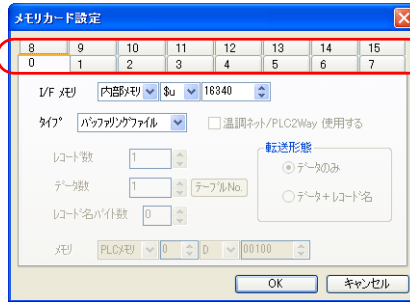 メモリカード設定
8 9 10 11 12 13 14 15
0 1 2 3 4 5 6 7
I/F ﾒﾓﾘ 内部ﾒﾓﾘ $u 16340
ﾀｲﾌﾟ ﾊﾞｯﾌｧﾘﾝｸﾞﾌｧｲﾙ 温調ﾈｯﾄ/PLC2Way 使用する
ﾚｺｰﾄﾞ数 1 転送形態
ﾃﾞｰﾀのみ
ﾃﾞｰﾀ数 1 ﾃｰﾌﾞﾙNo.
ﾃﾞｰﾀ+ﾚｺｰﾄﾞ名
ﾚｺｰﾄﾞ名ﾊﾞｲﾄ数 0
ﾒﾓﾘ PLCﾒﾓﾘ 0 D 00100
OK キャンセル